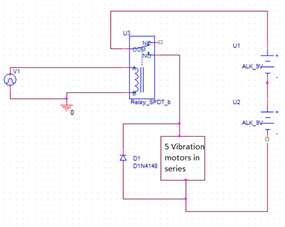 U3
NC
COM
NO
U1
V1
ALK_9V
U2
A
B
0
Relay_SPDT_b
ALK_9V
D1
D1N4148
5 Vibration
motors in
series